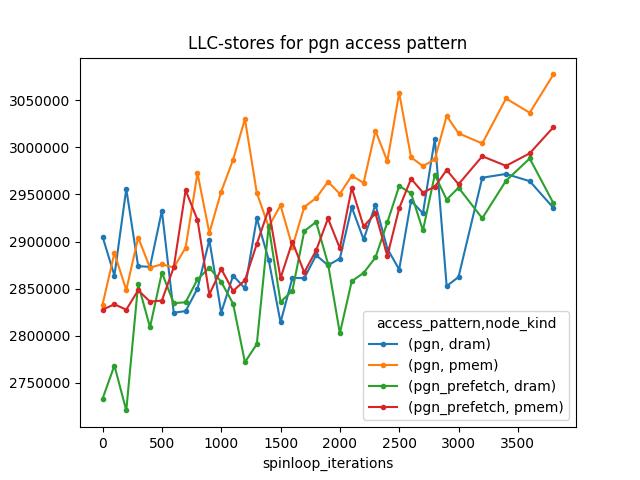 LLC-stores for pgn access pattern
3050000
3000000
2950000
2900000
2850000
2800000
2750000
access_pattern,node_kind
(pgn, dram)
(pgn, pmem)
(pgn_prefetch, dram)
(pgn_prefetch, pmem)
0 500 1000 1500 2000 2500 3000 3500
spinloop_iterations